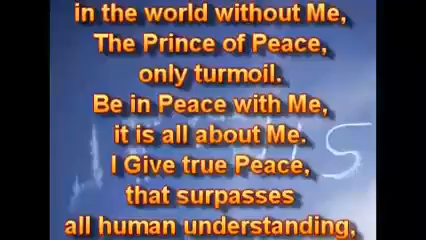 in the world without Me,
The Prince of Peace,
only turmoil.
Be in Peace with Me,
it is all about Me.
I Give true Peace,
that surpasses
all human understanding,